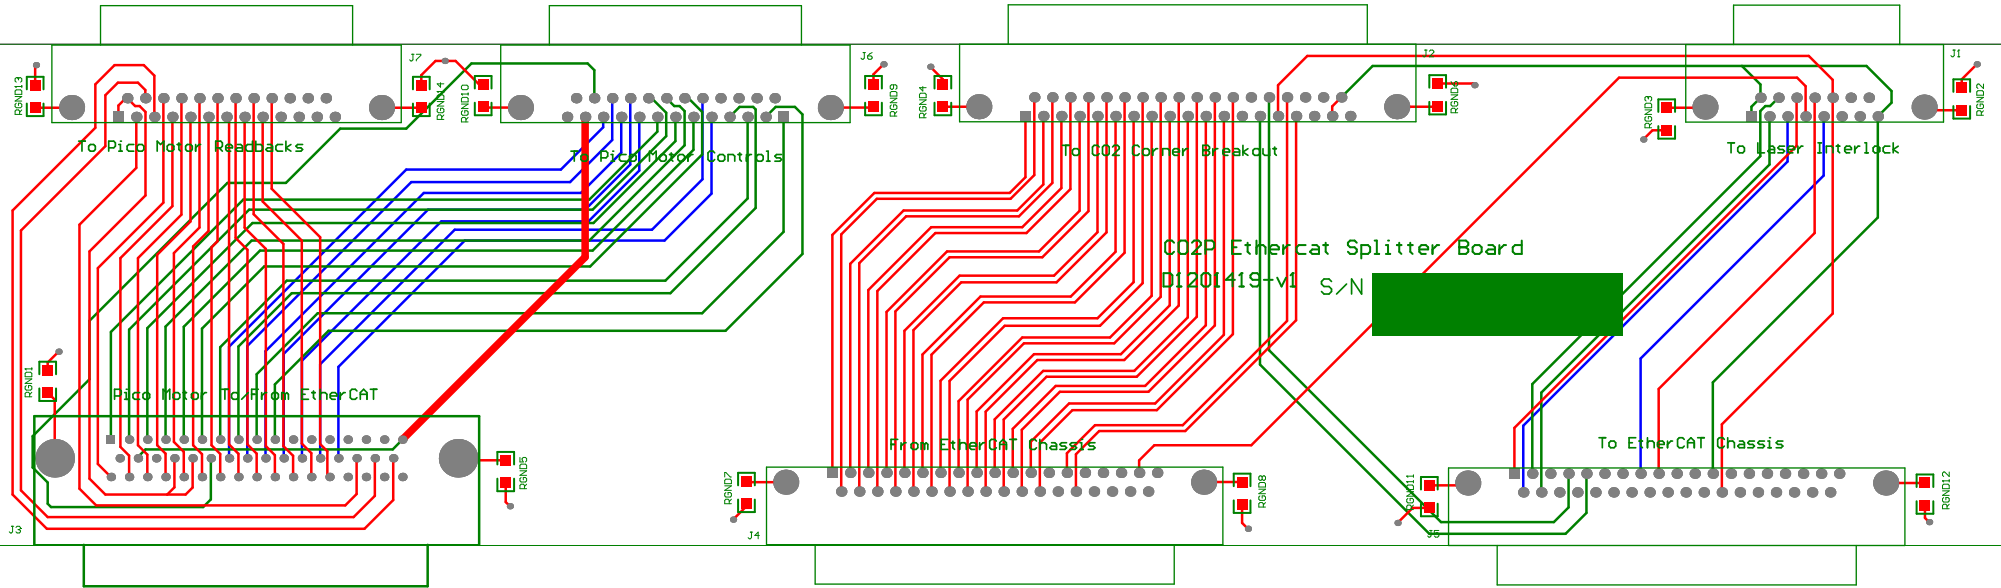 J7
J6
J2
J1
RGND13
RGND14
RGND10
RGND9
RGND4
RGND6
RGND3
RGND2
To Pico Motor Readbacks
To Pico Motor Controls
To CO2 Corner Breakout
To Laser Interlock
CO2P Ethercat Splitter Board
D1201419-v1 S/N
RGND1
Pico Motor To/From EtherCAT
From EtherCAT Chassis
To EtherCAT Chassis
RGND5
RGND7
RGND8
RGND11
RGND12
J3
J4
J5